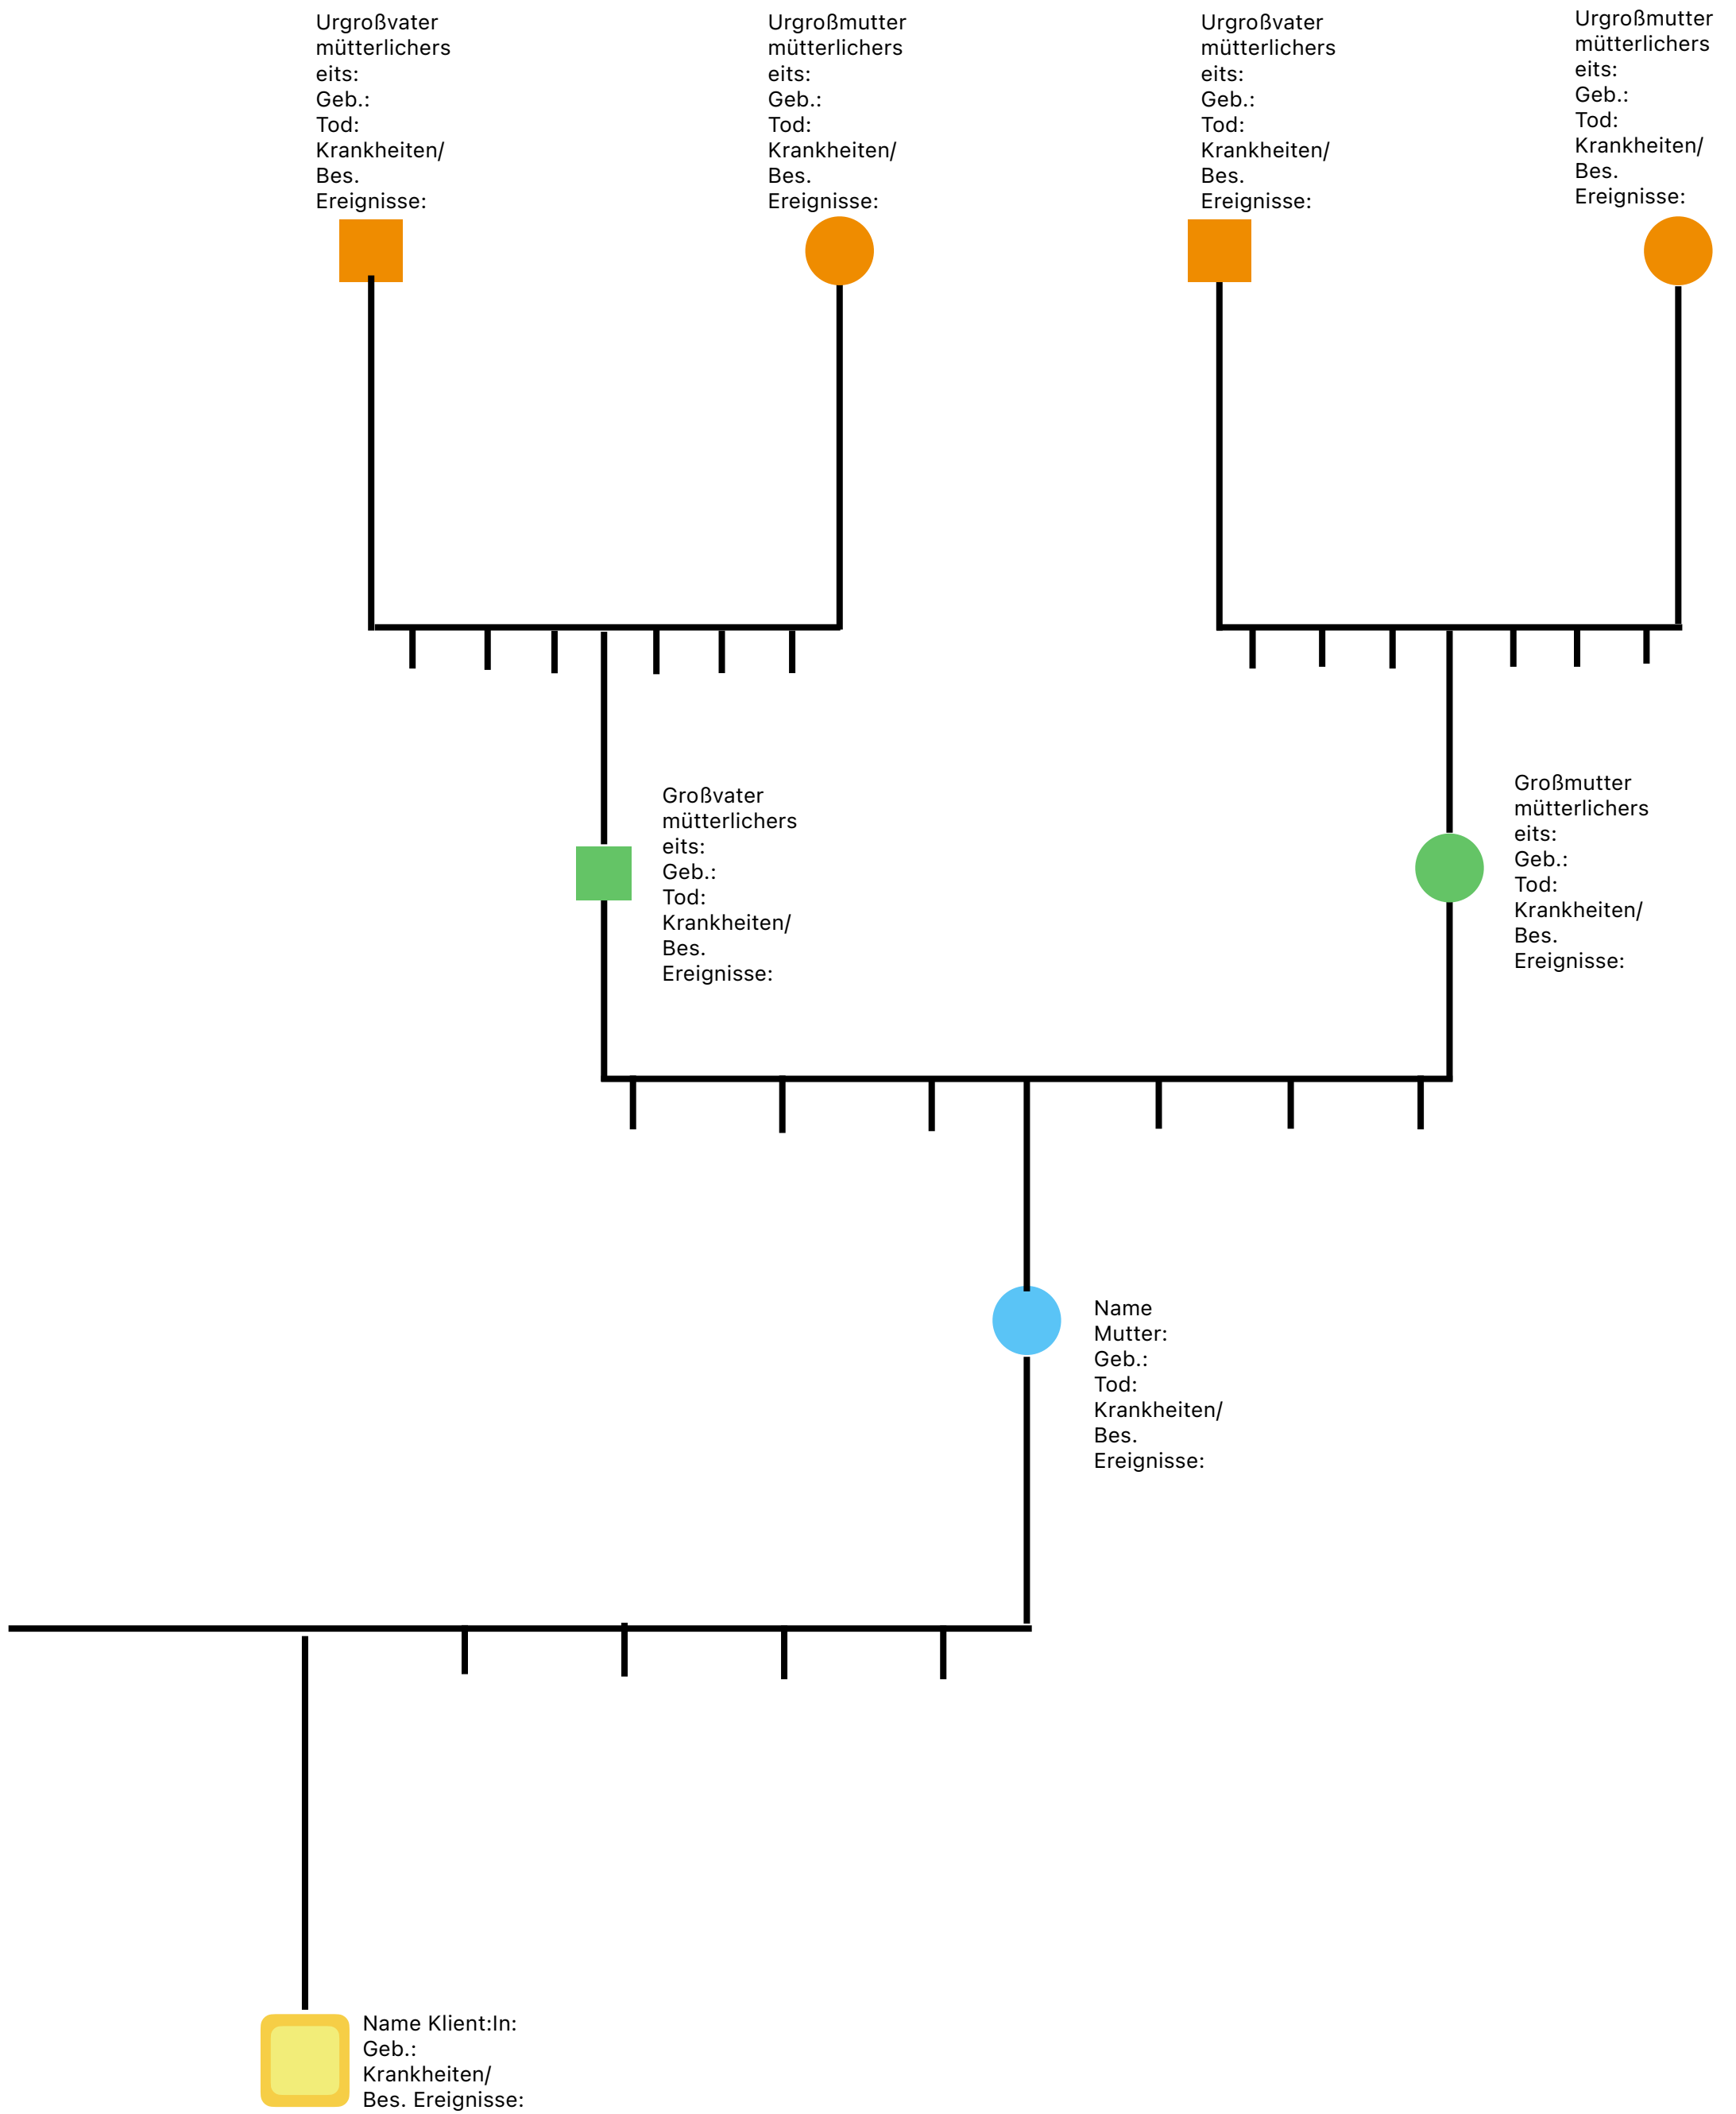 Urgroßvater
mütterlichers
eits:
Geb.:
Tod:
Krankheiten/
Bes.
Ereignisse:
Urgroßmutter
mütterlichers
eits:
Geb.:
Tod:
Krankheiten/
Bes.
Ereignisse:
Urgroßvater
mütterlichers
eits:
Geb.:
Tod:
Krankheiten/
Bes.
Ereignisse:
Urgroßmutter
mütterlichers
eits:
Geb.:
Tod:
Krankheiten/
Bes.
Ereignisse:
Großvater
mütterlichers
eits:
Geb.:
Tod:
Krankheiten/
Bes.
Ereignisse:
Großmutter
mütterlichers
eits:
Geb.:
Tod:
Krankheiten/
Bes.
Ereignisse:
Name
Mutter:
Geb.:
Tod:
Krankheiten/
Bes.
Ereignisse:
Name Klient:In:
Geb.:
Krankheiten/
Bes. Ereignisse: